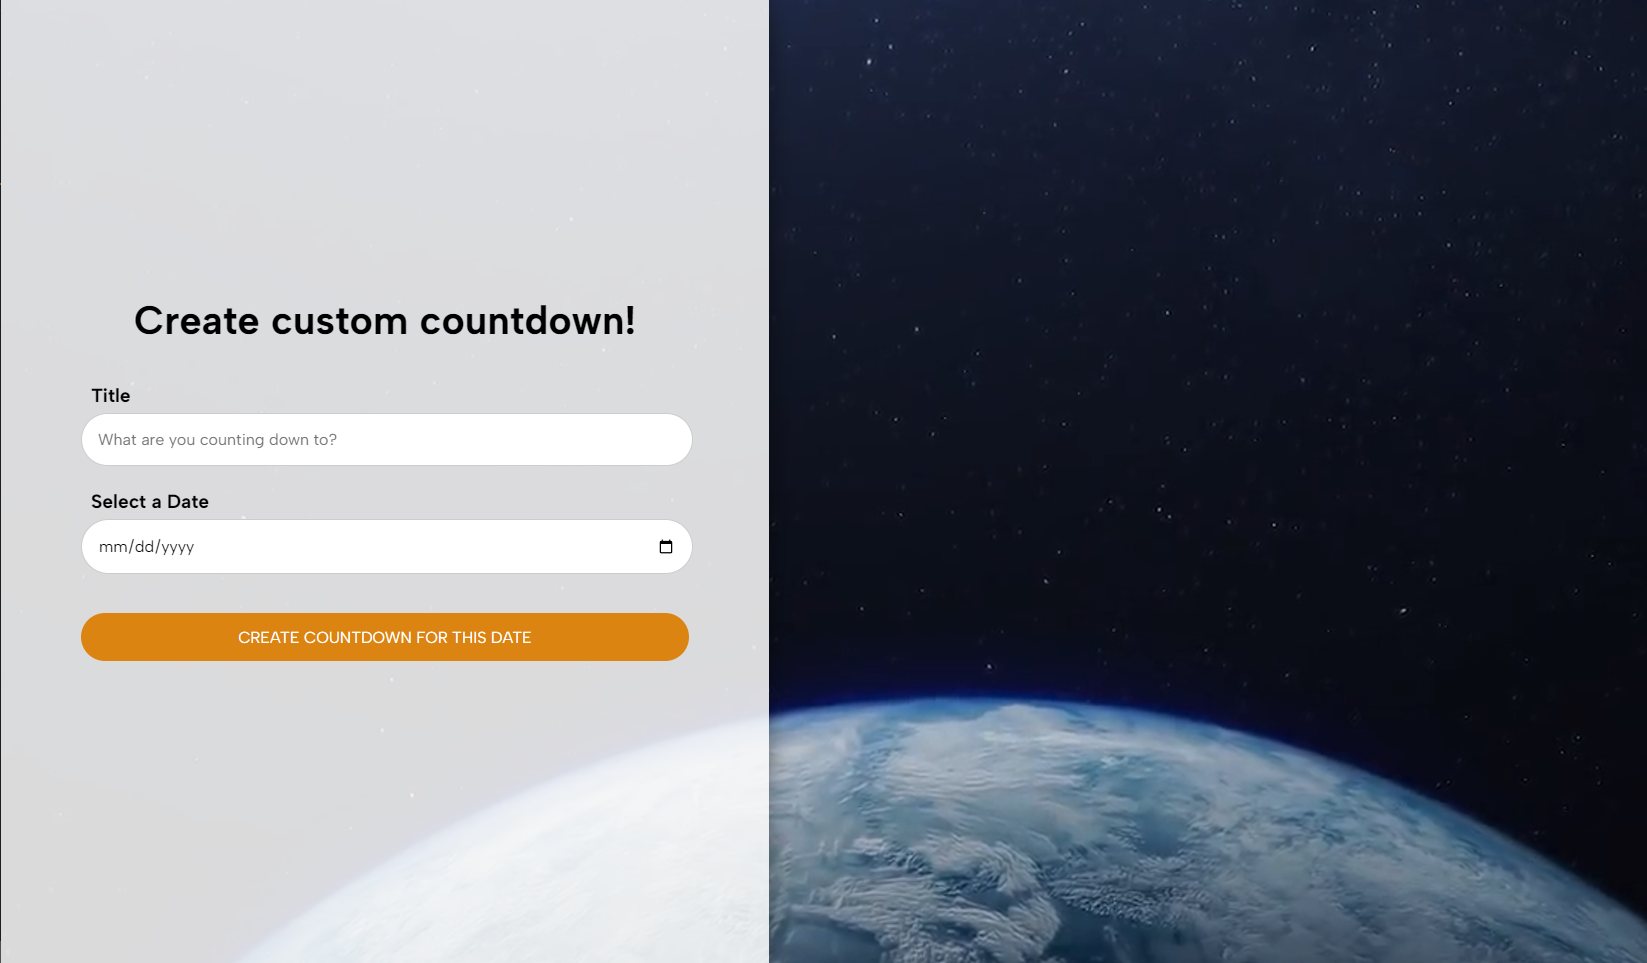 Create custom countdown!
Title
What are you counting down to?
Select a Date
mm/dd/yyyy
CREATE COUNTDOWN FOR THIS DATE